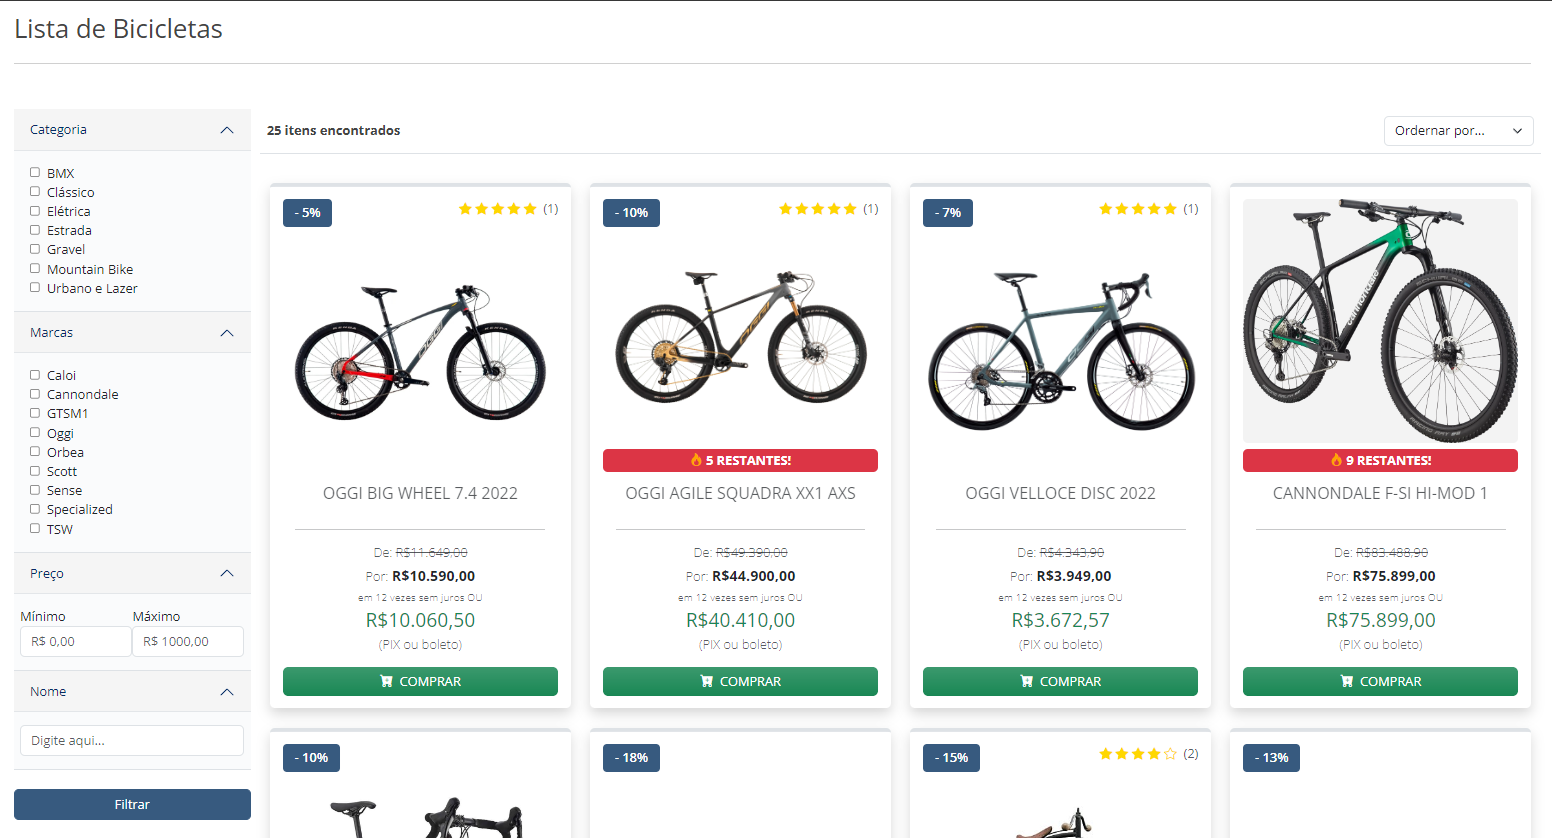 Lista de Bicicletas
Categoria
BMX
Clássico
Elétrica
Estrada
Gravel
Mountain Bike
Urbano e Lazer
Marcas
Caloi
Cannondale
GTSM1
Oggi
Orbea
Scott
Sense
Specialized
TSW
Preço
Mínimo Máximo
R$ 0,00 R$ 1000,00
Nome
Digite aqui...
Filtrar
25 itens encontrados
Ordernar por...
- 5% (1)
OGGI
OGGI BIG WHEEL 7.4 2022
De: R$11.649,00
Por: R$10.590,00
em 12 vezes sem juros OU
R$10.060,50
(PIX ou boleto)
COMPRAR
- 10% (1)
OGGI
5 RESTANTES!
OGGI AGILE SQUADRA XX1 AXS
De: R$49.390,00
Por: R$44.900,00
em 12 vezes sem juros OU
R$40.410,00
(PIX ou boleto)
COMPRAR
- 7% (1)
OGGI VELLOCE DISC 2022
De: R$4.343,90
Por: R$3.949,00
em 12 vezes sem juros OU
R$3.672,57
(PIX ou boleto)
COMPRAR
cannondale
9 RESTANTES!
CANNONDALE F-SI HI-MOD 1
De: R$83.488,90
Por: R$75.899,00
em 12 vezes sem juros OU
R$75.899,00
(PIX ou boleto)
COMPRAR
- 10%
- 18%
- 15% (2)
- 13%